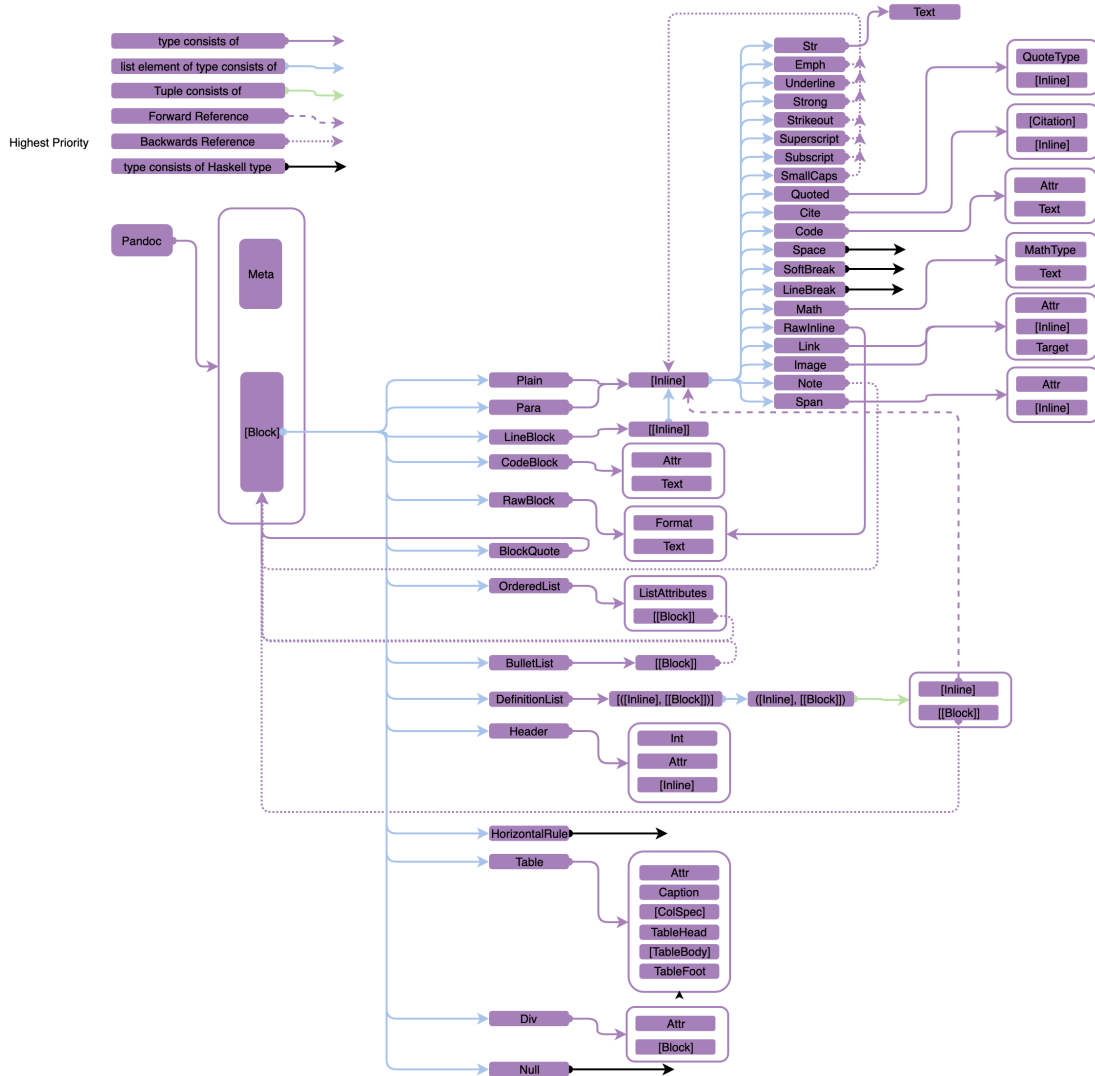 Text
type consists of
list element of type consists of
Tuple consists of
Forward Reference
Highest Priority
Backwards Reference
type consists of Haskell type
Str
Emph
Underline
Strong
Strikeout
Superscript
Subscript
SmallCaps
Quoted
Cite
Code
Space
SoftBreak
LineBreak
Math
RawInline
Link
Image
Note
Span
QuoteType
[Inline]
[Citation]
[Inline]
Attr
Text
MathType
Text
Attr
[Inline]
Target
Attr
[Inline]
Pandoc
Meta
[Block]
Plain
Para
[Inline]
LineBlock
[[Inline]]
CodeBlock
Attr
Text
RawBlock
Format
Text
BlockQuote
OrderedList
ListAttributes
[[Block]]
BulletList
[[Block]]
DefinitionList
[([Inline], [[Block]])]
([Inline], [[Block]])
[Inline]
[[Block]]
Header
Int
Attr
[Inline]
HorizontalRule
Table
Attr
Caption
[ColSpec]
TableHead
[TableBody]
TableFoot
Div
Attr
[Block]
Null